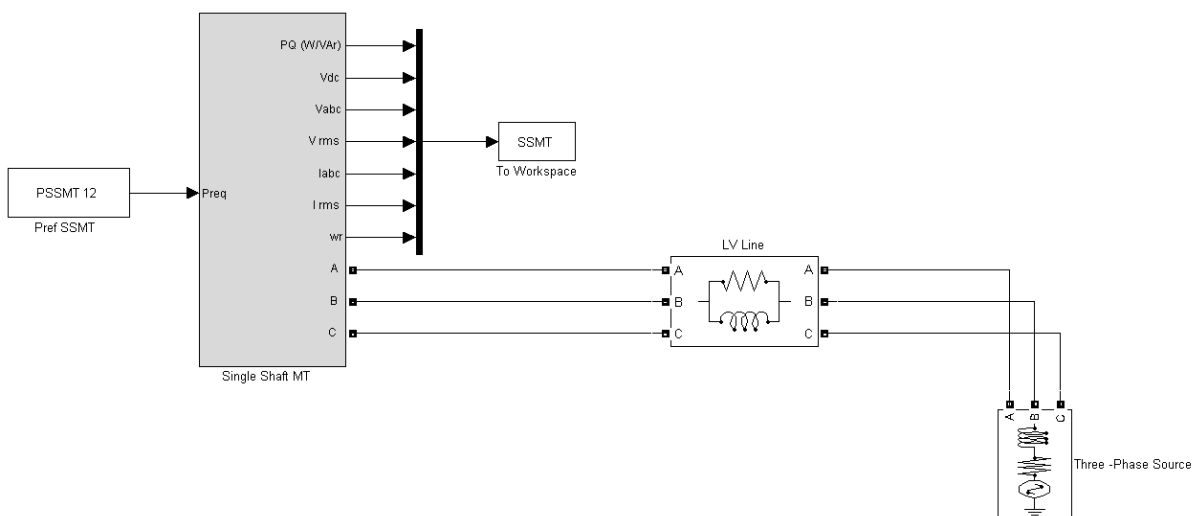 PQ (W/VAr)
Vdc
Vabc
V rms
Iabc
I rms
wr
A
B
C
Preq
Single Shaft MT
PSSMT 12
Pref SSMT
SSMT
To Workspace
LV Line
A
B
C
A
B
C
A
B
C
Three -Phase Source